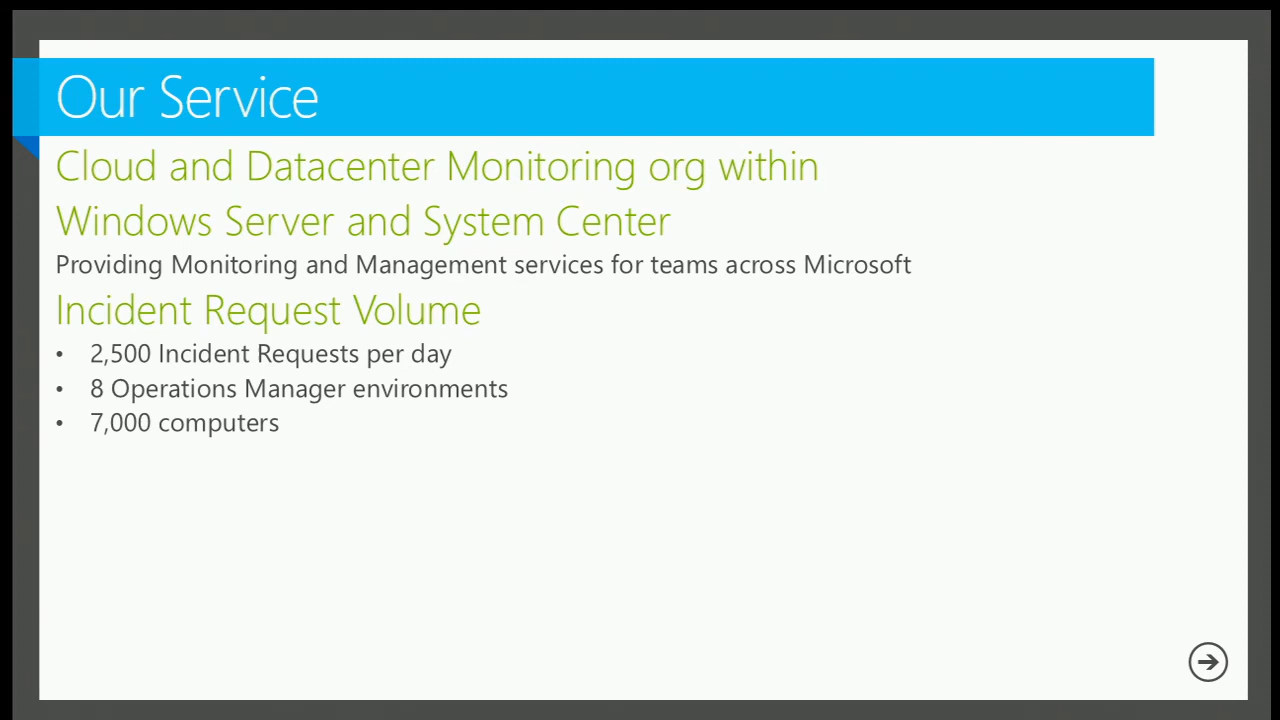 Our Service
Cloud and Datacenter Monitoring org within
Windows Server and System Center
Providing Monitoring and Management services for teams across Microsoft
Incident Request Volume
• 2,500 Incident Requests per day
• 8 Operations Manager environments
• 7,000 computers